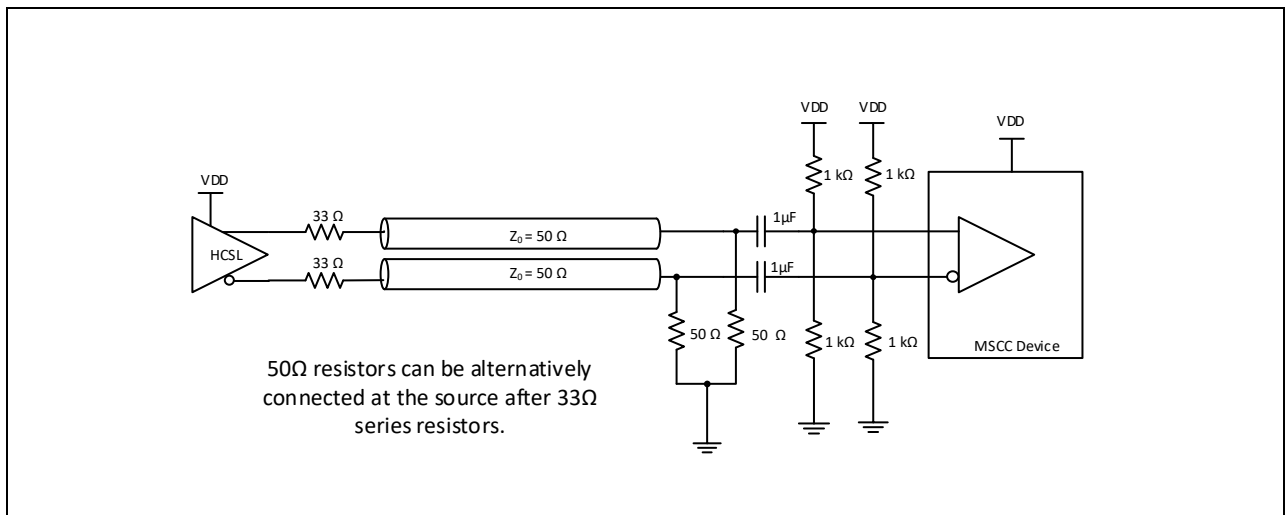 VDD
VDD
VDD
VDD
1 kΩ
1 kΩ
33 Ω
1µF
HCSL
Z₀ = 50 Ω
33 Ω
1µF
Z₀ = 50 Ω
50 Ω
50 Ω
1 kΩ
1 kΩ
MSCC Device
50Ω resistors can be alternatively
connected at the source after 33Ω
series resistors.